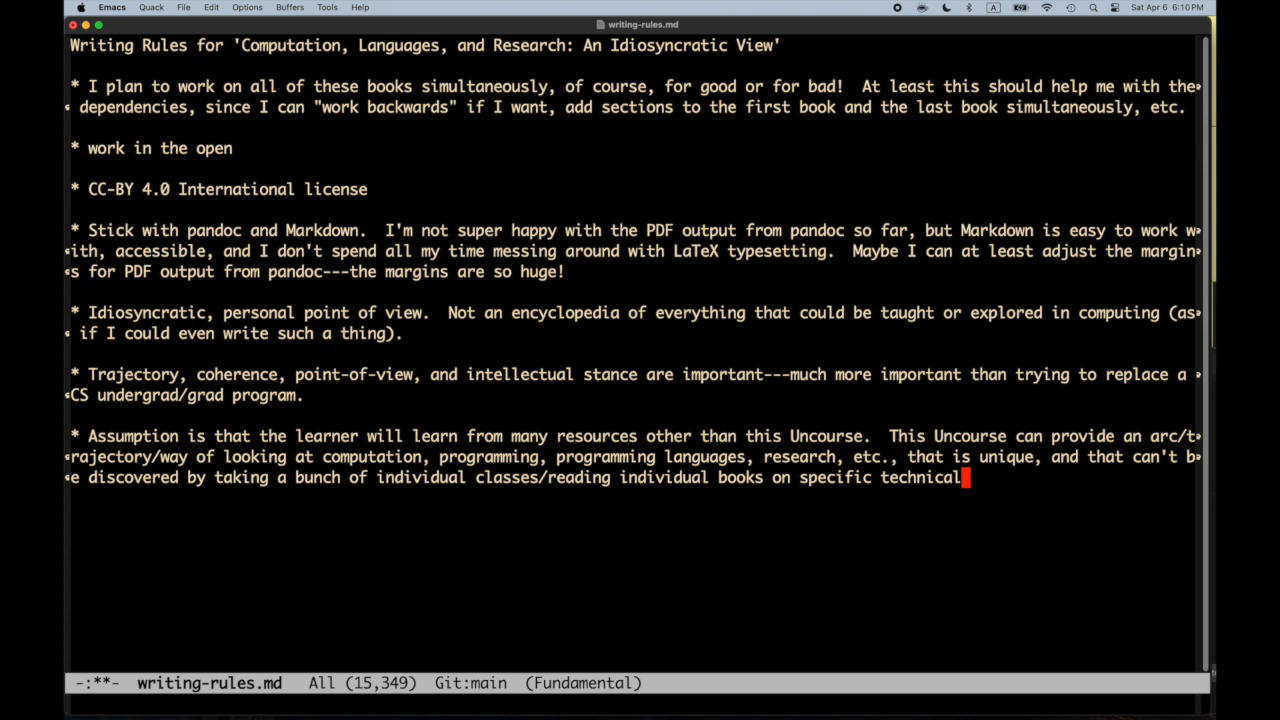 Emacs Quack File Edit Options Buffers Tools Help A Sat Apr 6 6:10 PM
writing-rules.md
Writing Rules for 'Computation, Languages, and Research: An Idiosyncratic View'
* I plan to work on all of these books simultaneously, of course, for good or for bad!  At least this should help me with the
dependencies, since I can "work backwards" if I want, add sections to the first book and the last book simultaneously, etc.
* work in the open
* CC-BY 4.0 International license
* Stick with pandoc and Markdown.  I'm not super happy with the PDF output from pandoc so far, but Markdown is easy to work w
ith, accessible, and I don't spend all my time messing around with LaTeX typesetting.  Maybe I can at least adjust the margin
s for PDF output from pandoc---the margins are so huge!
* Idiosyncratic, personal point of view.  Not an encyclopedia of everything that could be taught or explored in computing (as
if I could even write such a thing).
* Trajectory, coherence, point-of-view, and intellectual stance are important---much more important than trying to replace a
CS undergrad/grad program.
* Assumption is that the learner will learn from many resources other than this Uncourse.  This Uncourse can provide an arc/t
rajectory/way of looking at computation, programming, programming languages, research, etc., that is unique, and that can't b
e discovered by taking a bunch of individual classes/reading individual books on specific technical
-:**-  writing-rules.md   All (15,349)  Git:main  (Fundamental)